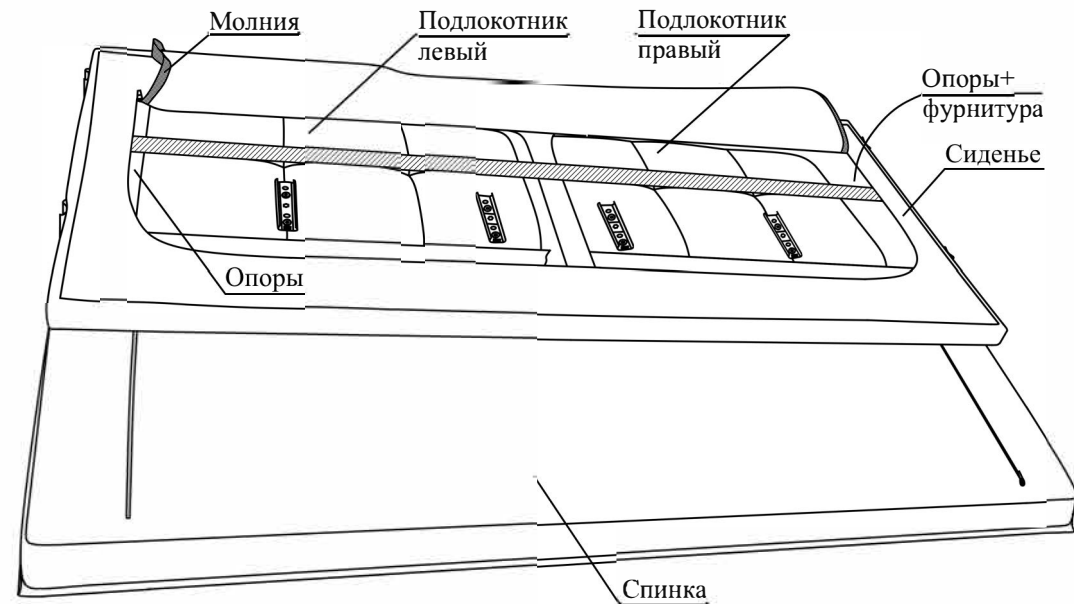 Молния
Подлокотник
левый
Подлокотник
правый
Опоры+
фурнитура
Сиденье
Опоры
Спинка